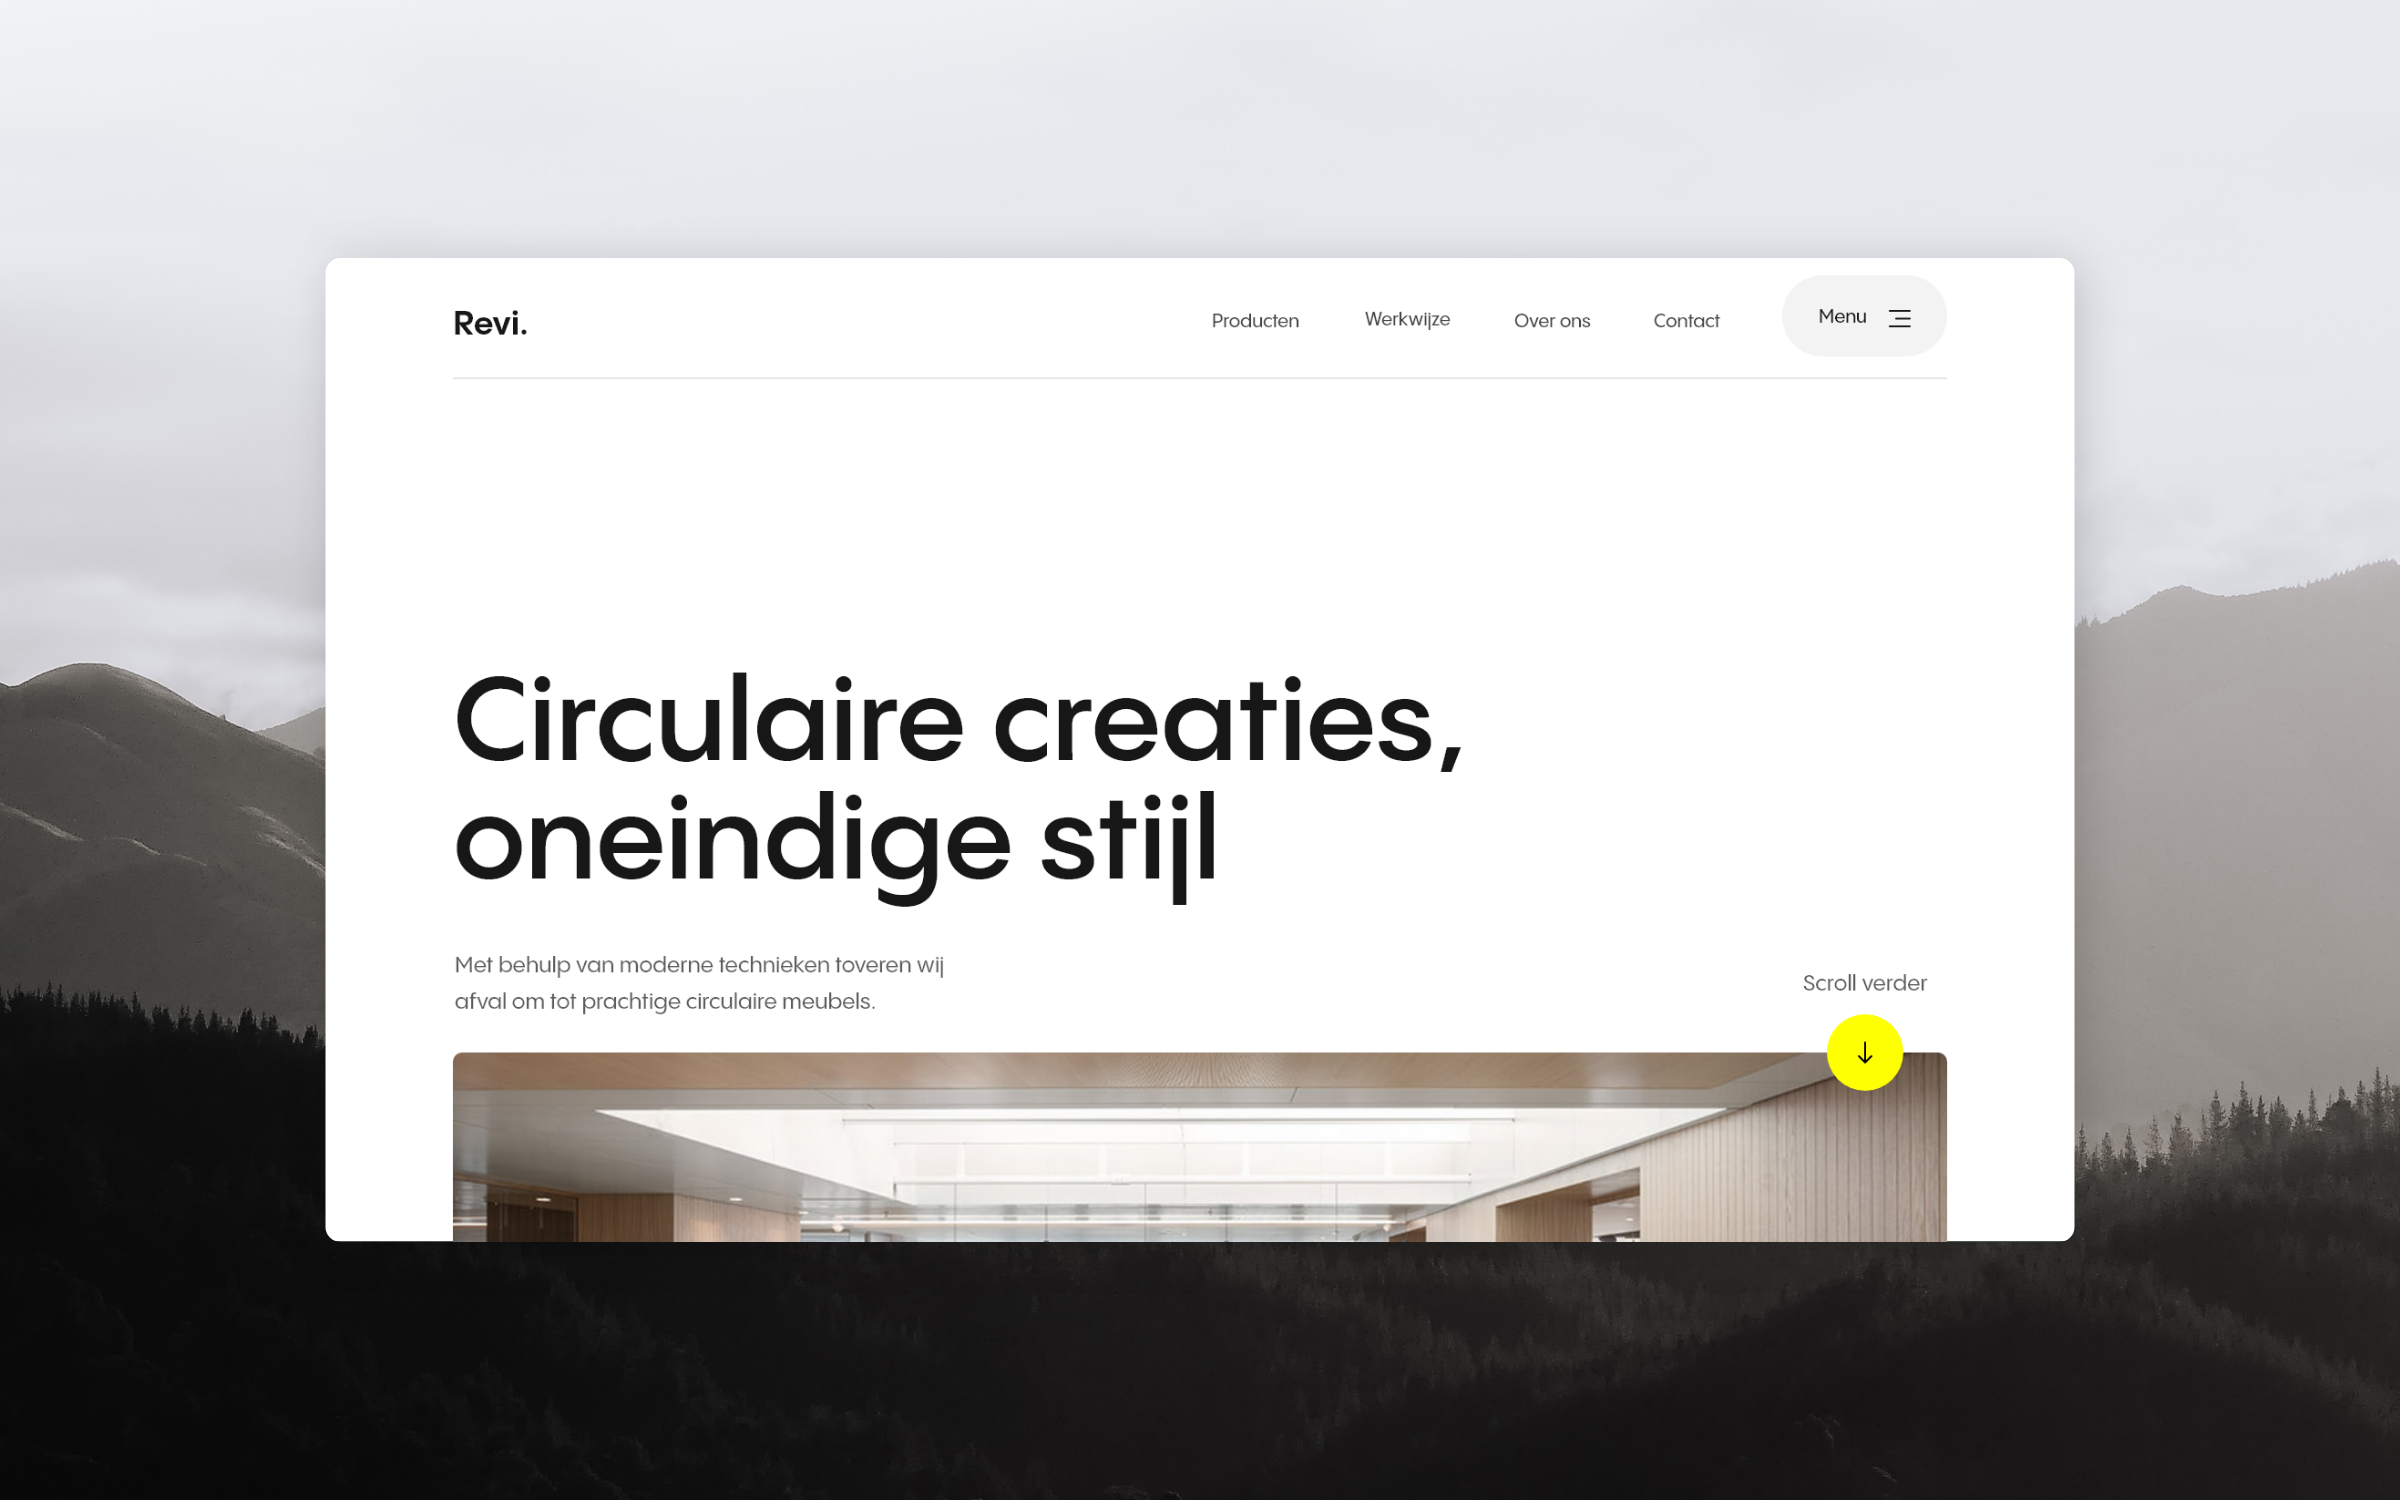 Revi.
Producten
Werkwijze
Over ons
Contact
Menu
Circulaire creaties,
oneindige stijl
Met behulp van moderne technieken toveren wij
afval om tot prachtige circulaire meubels.
Scroll verder